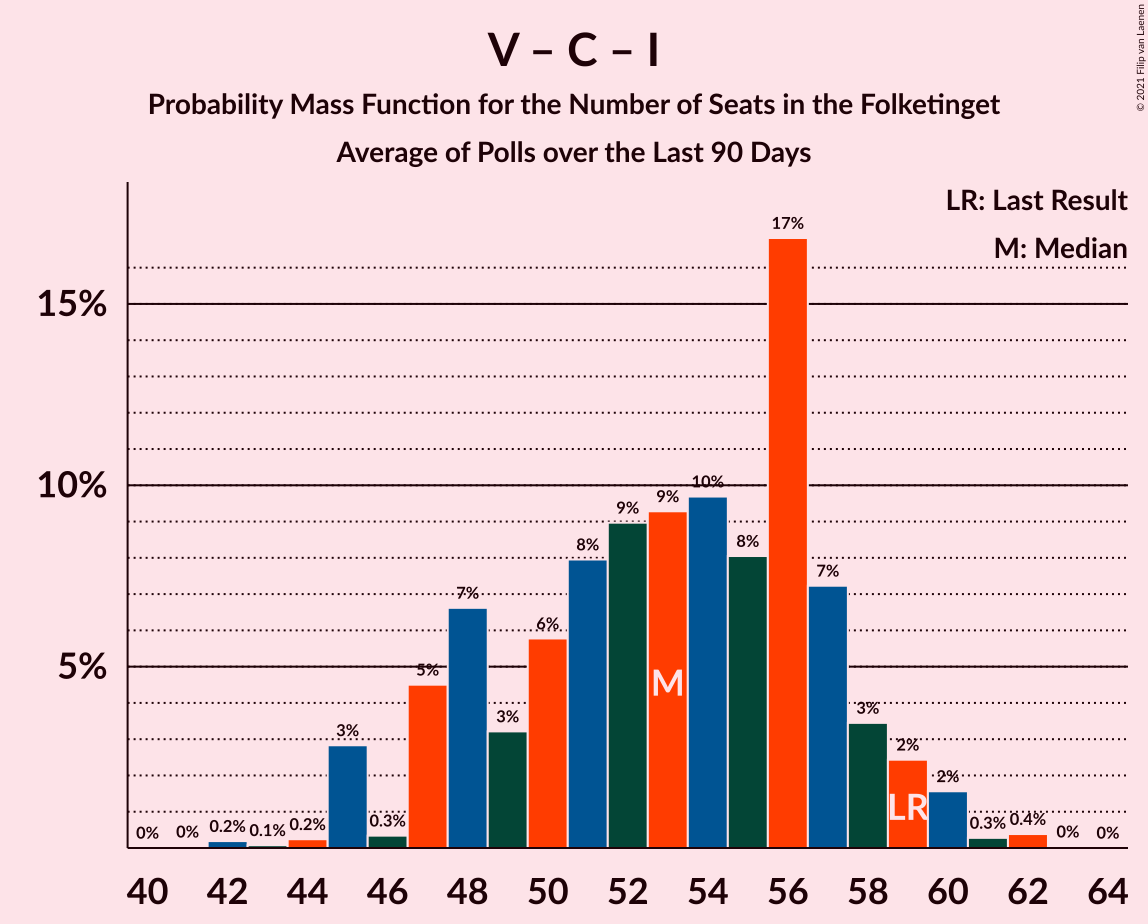 V – C – I
Probability Mass Function for the Number of Seats in the Folketinget
Average of Polls over the Last 90 Days
© 2021 Filip van Laenen
LR: Last Result
M: Median
15%
10%
5%
0% 0% 0.2% 0.1% 0.2% 3% 0.3% 5% 7% 3% 6% 8% 9% 9% 10% 8% 17% 7% 3% 2% 2% 0.3% 0.4% 0% 0%
M
LR
40 42 44 46 48 50 52 54 56 58 60 62 64